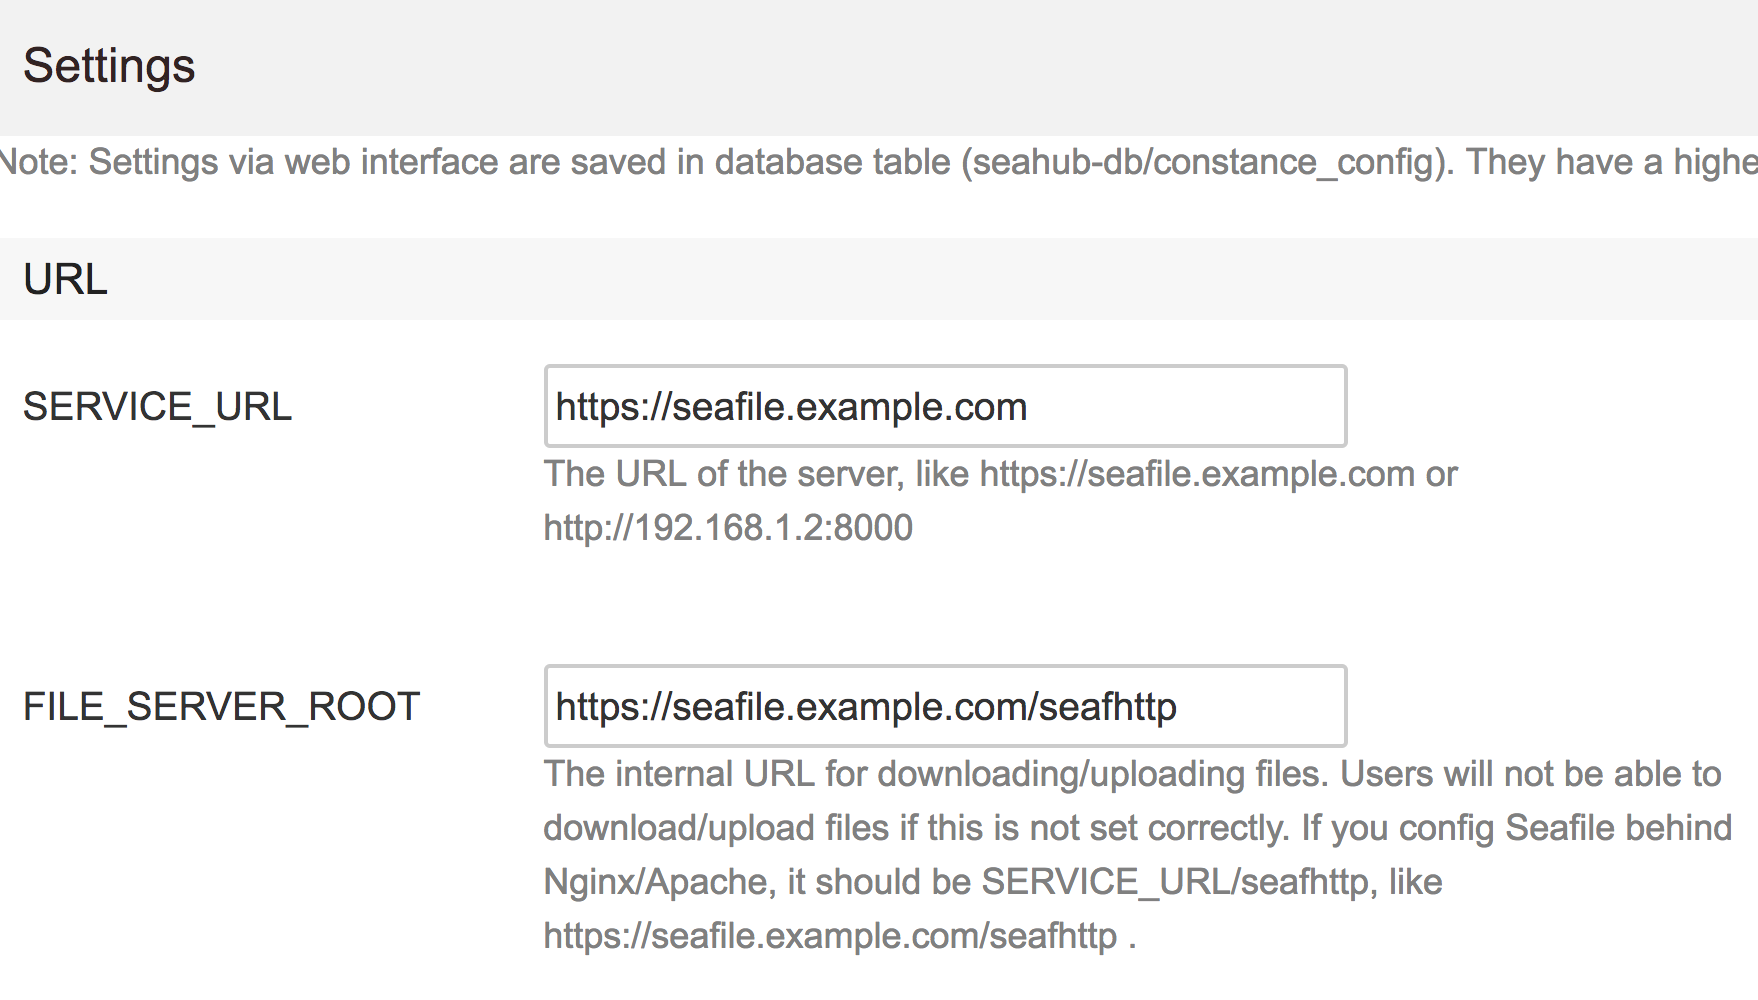 Settings
Note: Settings via web interface are saved in database table (seahub-db/constance_config). They have a highe
URL
SERVICE_URL
https://seafile.example.com
The URL of the server, like https://seafile.example.com or
http://192.168.1.2:8000
FILE_SERVER_ROOT
https://seafile.example.com/seafhttp
The internal URL for downloading/uploading files. Users will not be able to
download/upload files if this is not set correctly. If you config Seafile behind
Nginx/Apache, it should be SERVICE_URL/seafhttp, like
https://seafile.example.com/seafhttp .